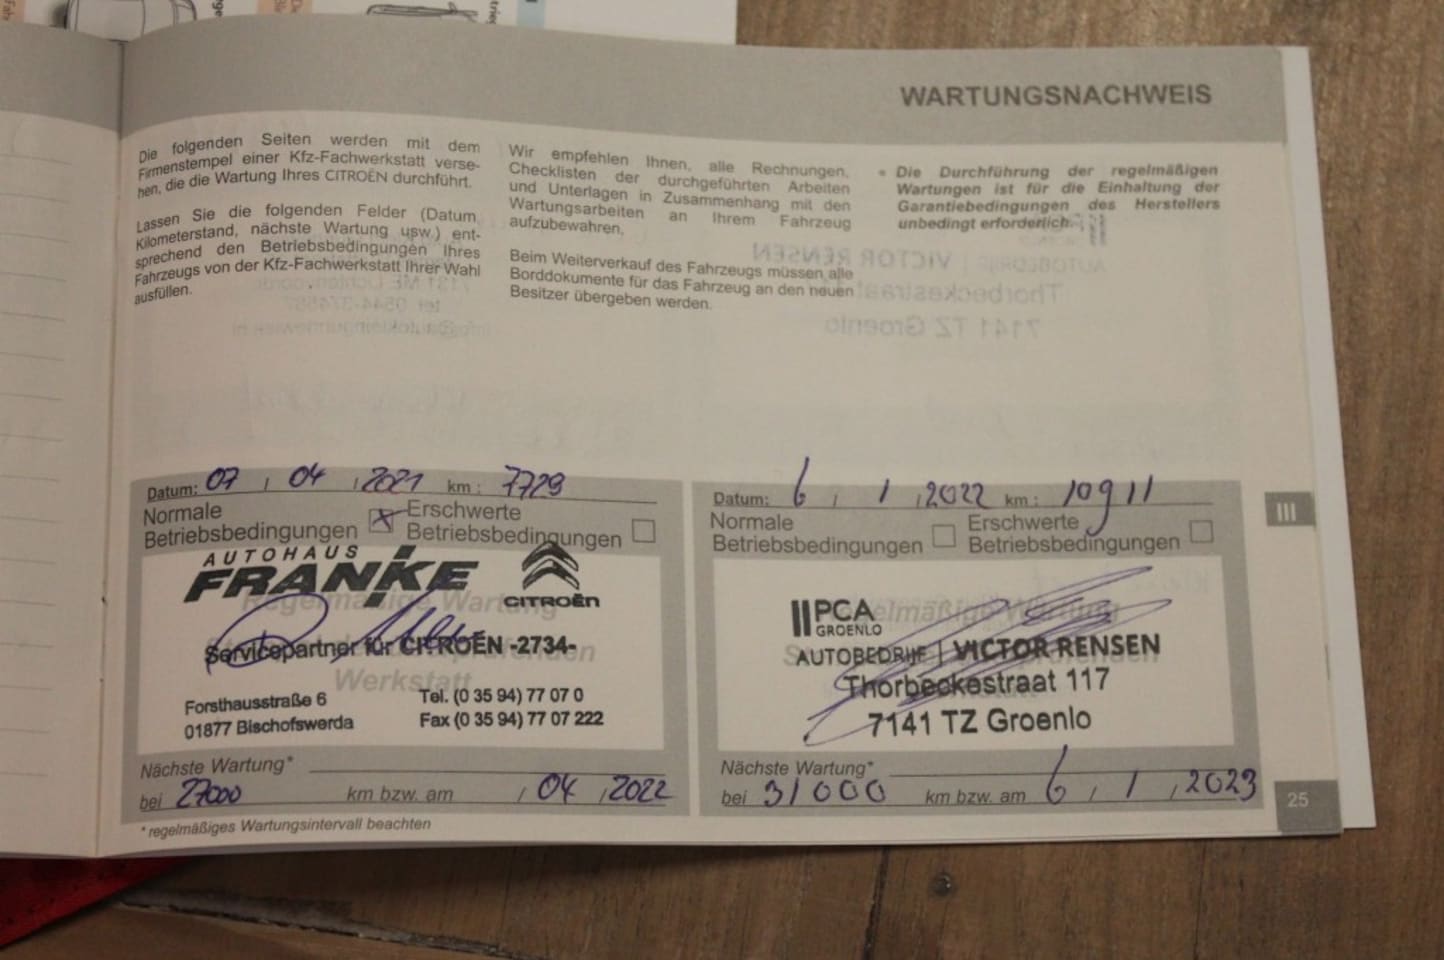 WARTUNGSNACHWEIS
Die folgenden Seiten werden mit dem
Firmenstempel einer Kfz-Fachwerkstatt verse-
hen, die die Wartung Ihres CITROËN durchführt.
Lassen Sie die folgenden Felder (Datum,
Kilometerstand, nächste Wartung usw.) ent-
sprechend den Betriebsbedingungen Ihres
Fahrzeugs von der Kfz-Fachwerkstatt Ihrer Wahl
ausfüllen.
Wir empfehlen Ihnen, alle Rechnungen,
Checklisten der durchgeführten Arbeiten
und Unterlagen in Zusammenhang mit den
Wartungsarbeiten an Ihrem Fahrzeug
aufzubewahren.
Beim Weiterverkauf des Fahrzeugs müssen alle
Borddokumente für das Fahrzeug an den neuen
Besitzer übergeben werden.
• Die Durchführung der regelmäßigen
Wartungen ist für die Einhaltung der
Garantiebedingungen des Herstellers
unbedingt erforderlich.
Datum: 07 / 04 / 2021 km : 7729
Normale
Betriebsbedingungen
Erschwerte
Betriebsbedingungen
AUTOHAUS
FRANKE
CITROËN
Regelmäßige Wartung
Servicepartner für CITROËN -2734-
Werkstatt
Forsthausstraße 6
01877 Bischofswerda
Tel. (0 35 94) 77 07 0
Fax (0 35 94) 77 07 222
Nächste Wartung*
bei 27000 km bzw. am / 04 / 2022
* regelmäßiges Wartungsintervall beachten
Datum: 6 / 1 / 2022 km : 10911
Normale
Betriebsbedingungen
Erschwerte
Betriebsbedingungen
PCA
GROENLO
Regelmäßige Wartung
AUTOBEDRIJF | VICTOR RENSEN
Thorbeckestraat 117
7141 TZ Groenlo
Nächste Wartung*
bei 31000 km bzw. am 6 / 1 / 2023
III
25